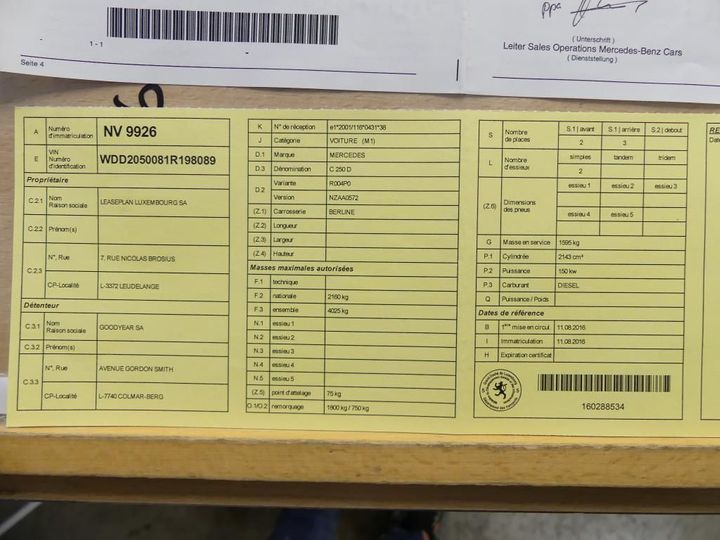 1 - 1
Seite 4
ppa
( Unterschrift )
Leiter Sales Operations Mercedes-Benz Cars
( Dienststellung )
A Numéro d'immatriculation NV 9926
E VIN Numéro d'identification WDD2050081R198089
Propriétaire
C.2.1 Nom Raison sociale LEASEPLAN LUXEMBOURG SA
C.2.2 Prénom(s)
C.2.3 N°, Rue 7, RUE NICOLAS BROSIUS
CP-Localité L-3372 LEUDELANGE
Détenteur
C.3.1 Nom Raison sociale GOODYEAR SA
C.3.2 Prénom(s)
C.3.3 N°, Rue AVENUE GORDON SMITH
CP-Localité L-7740 COLMAR-BERG
K N° de réception e1*2001/116*0431*38
J Catégorie VOITURE (M1)
D.1 Marque MERCEDES
D.3 Dénomination C 250 D
D.2 Variante R004P0
Version NZAA0572
(Z.1) Carrosserie BERLINE
(Z.2) Longueur
(Z.3) Largeur
(Z.4) Hauteur
Masses maximales autorisées
F.1 technique
F.2 nationale 2160 kg
F.3 ensemble 4025 kg
N.1 essieu 1
N.2 essieu 2
N.3 essieu 3
N.4 essieu 4
N.5 essieu 5
(Z.5) point d'attelage 75 kg
O.1/O.2 remorquage 1800 kg / 750 kg
S Nombre de places S.1 | avant S.1 | arrière S.2 | debout
2 3
L Nombre d'essieux simples tandem tridem
2
(Z.6) Dimensions des pneus essieu 1 essieu 2 essieu 3
essieu 4 essieu 5
G Masse en service 1595 kg
P.1 Cylindrée 2143 cm³
P.2 Puissance 150 kw
P.3 Carburant DIESEL
Q Puissance / Poids
Dates de référence
B 1ère mise en circul. 11.08.2016
I Immatriculation 11.08.2016
H Expiration certificat
160288534
Date